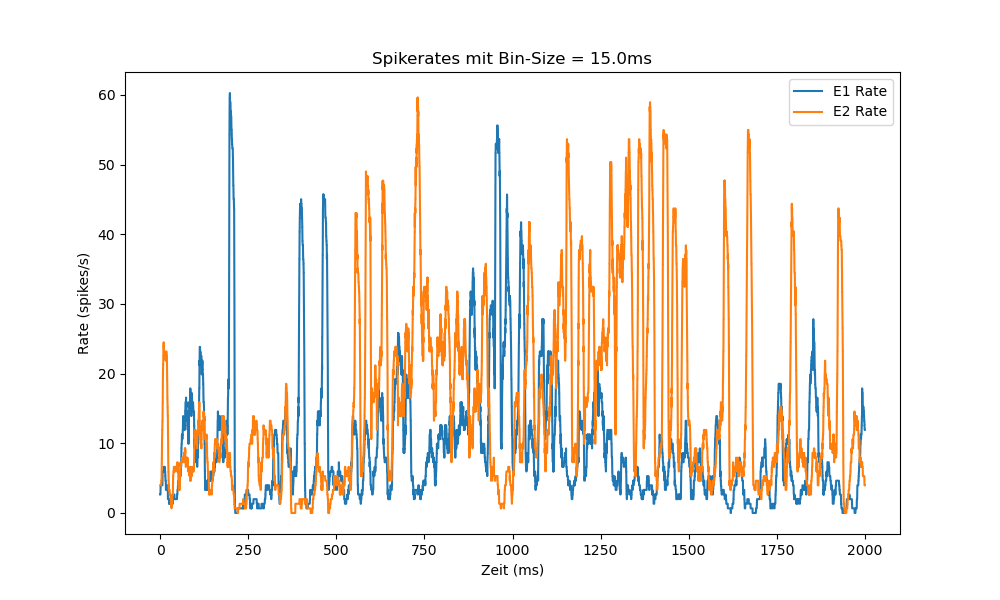 Spikerates mit Bin-Size = 15.0ms
E1 Rate
E2 Rate
60
50
40
30
20
10
0
Rate (spikes/s)
0 250 500 750 1000 1250 1500 1750 2000
Zeit (ms)